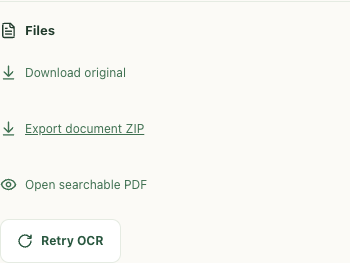 Files
Download original
Export document ZIP
Open searchable PDF
Retry OCR